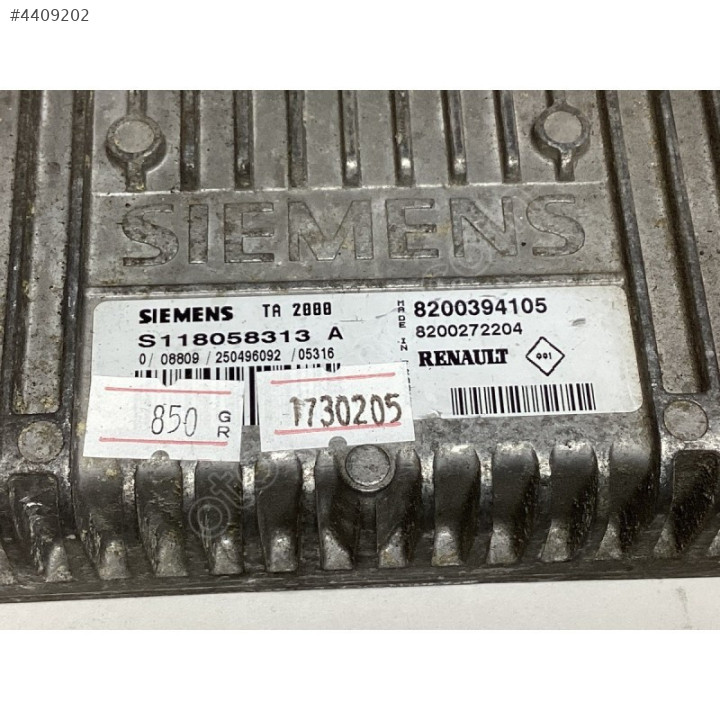 #4409202
SIEMENS
SIEMENS TA 2000
S118058313 A
0/ 08809 / 250496092 / 05316
MADE IN
8200394105
8200272204
RENAULT
850 GR
1730205